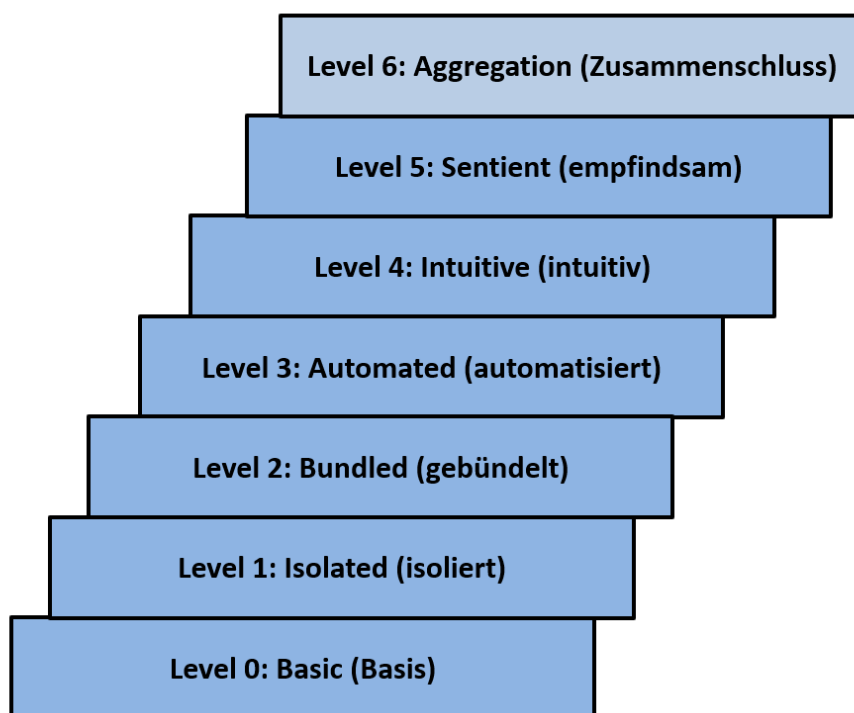 Level 6: Aggregation (Zusammenschluss)
Level 5: Sentient (empfindsam)
Level 4: Intuitive (intuitiv)
Level 3: Automated (automatisiert)
Level 2: Bundled (gebündelt)
Level 1: Isolated (isoliert)
Level 0: Basic (Basis)